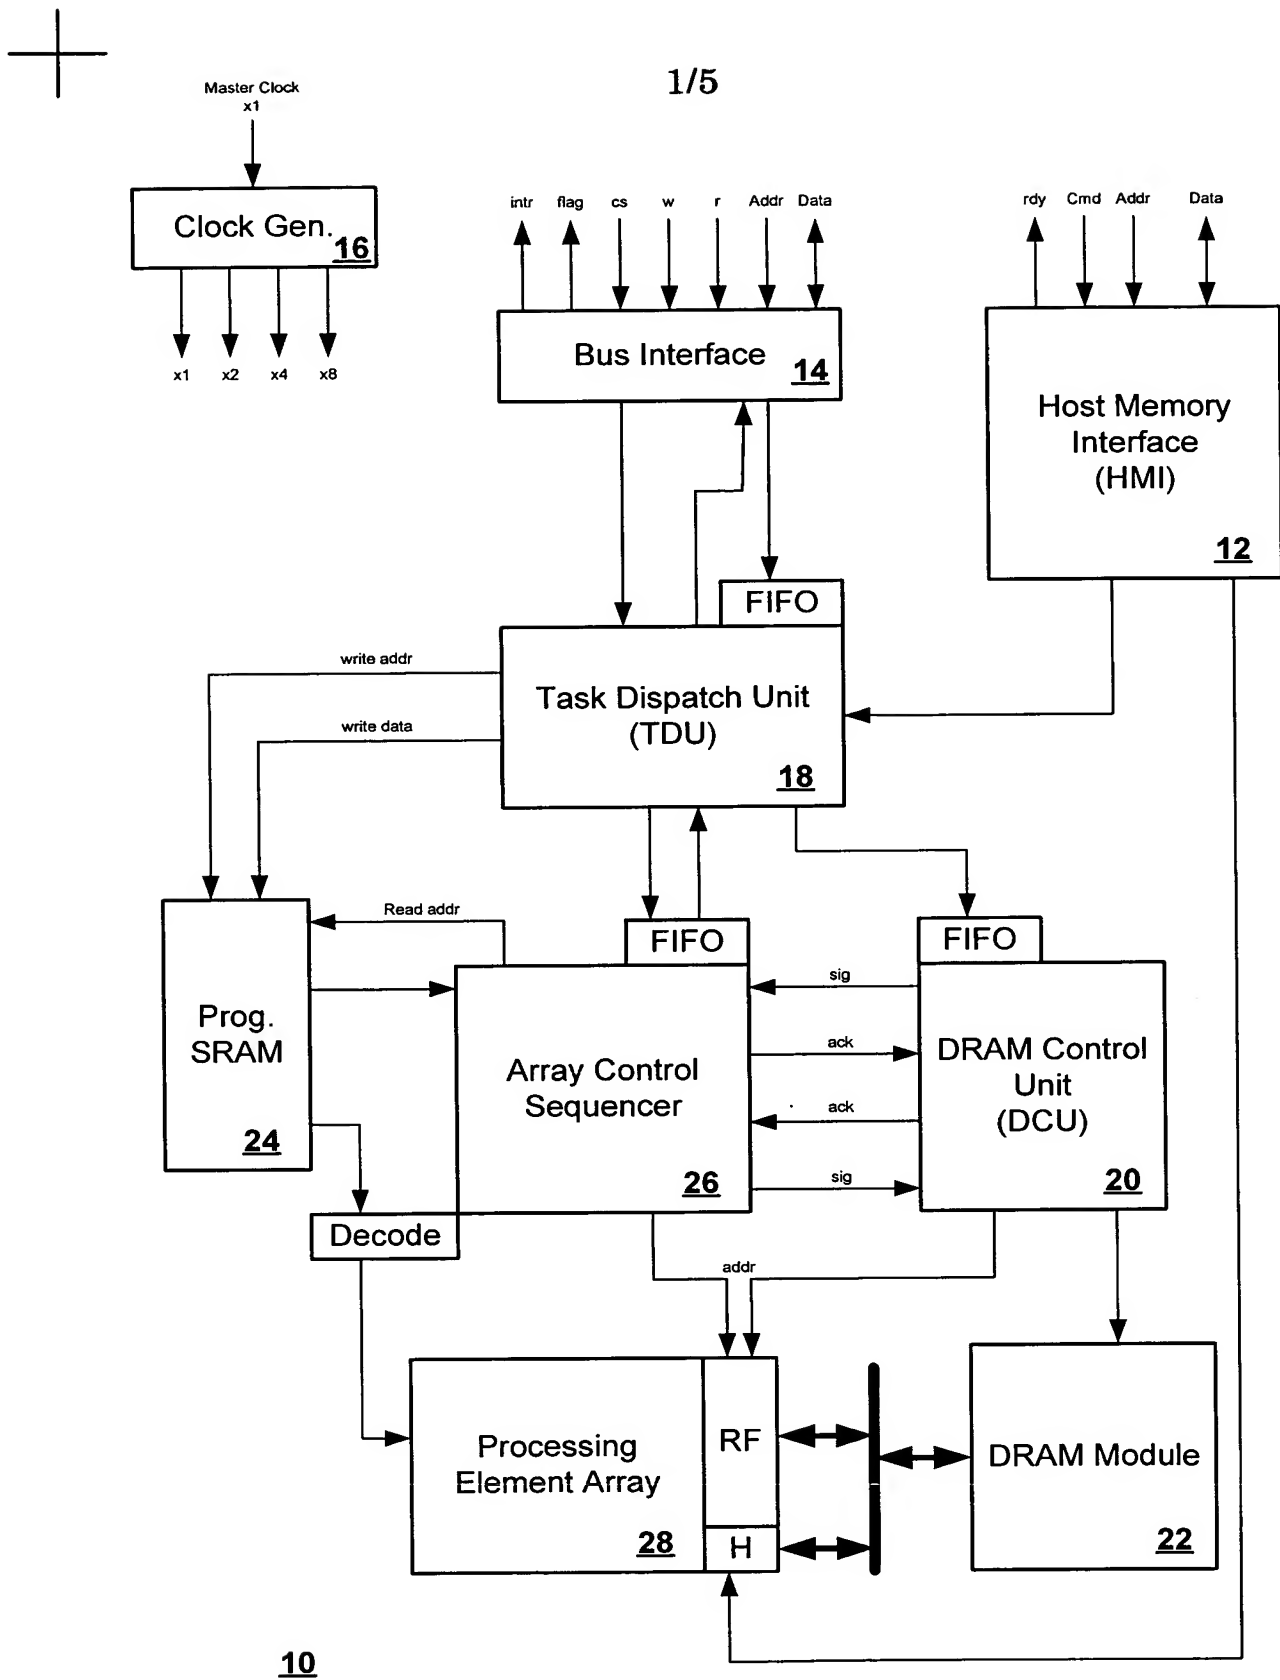 1/5
Master Clock
x1
Clock Gen.
16
x1 x2 x4 x8
intr flag cs w r Addr Data
Bus Interface
14
rdy Cmd Addr Data
Host Memory
Interface
(HMI)
12
FIFO
Task Dispatch Unit
(TDU)
18
write addr
write data
Read addr
Prog.
SRAM
24
FIFO
Array Control
Sequencer
26
sig
ack
ack
sig
FIFO
DRAM Control
Unit
(DCU)
20
Decode
addr
Processing
Element Array
28
RF
H
DRAM Module
22
10